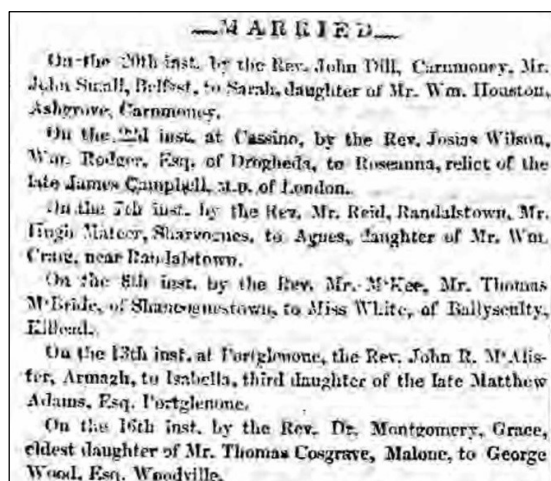 MARRIED
On the 20th inst. by the Rev. John Dill, Carnmoney, Mr.
John Small, Belfast, to Sarah, daughter of Mr. Wm. Houston,
Ashgrove, Carnmoney.
On the 22d inst. at Cassino, by the Rev. Josias Wilson,
Wm. Rodger, Esq. of Drogheda, to Roseanna, relict of the
late James Campbell, M.D. of London.
On the 7th inst. by the Rev. Mr. Reid, Randalstown, Mr.
Hugh Mateer, Sharvogues, to Agnes, daughter of Mr. Wm.
Craig, near Randalstown.
On the 8th inst. by the Rev. Mr. M'Kee, Mr. Thomas
M'Bride, of Shaneoguestown, to Miss White, of Ballysculty,
Killead.
On the 13th inst. at Portglenone, the Rev. John R. M'Alis-
ter, Armagh, to Isabella, third daughter of the late Matthew
Adams, Esq. Portglenone.
On the 16th inst. by the Rev. Dr. Montgomery, Grace,
eldest daughter of Mr. Thomas Cosgrave, Malone, to George
Wood, Esq. Woodville.